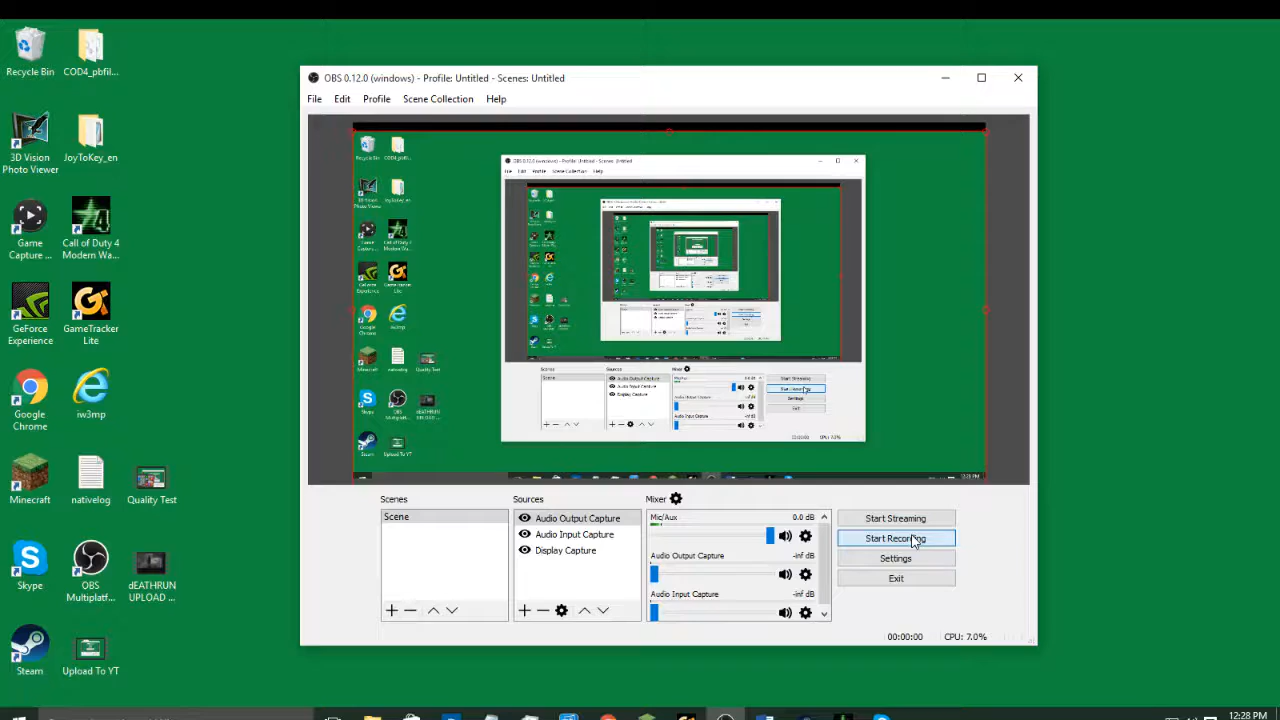 Recycle Bin
COD4_pbfil...
3D Vision
Photo Viewer
JoyToKey_en
Game
Capture ...
Call of Duty 4
Modern Wa...
GeForce
Experience
GameTracker
Lite
Google
Chrome
iw3mp
Minecraft
nativelog
Quality Test
Skype
OBS
Multiplatf...
dEATHRUN
UPLOAD ...
Steam
Upload To YT
OBS 0.12.0 (windows) - Profile: Untitled - Scenes: Untitled
File Edit Profile Scene Collection Help
Scenes
Scene
Sources
Audio Output Capture
Audio Input Capture
Display Capture
Mixer
Mic/Aux 0.0 dB
Audio Output Capture -inf dB
Audio Input Capture -inf dB
Start Streaming
Start Recording
Settings
Exit
00:00:00 CPU: 7.0%
12:28 PM